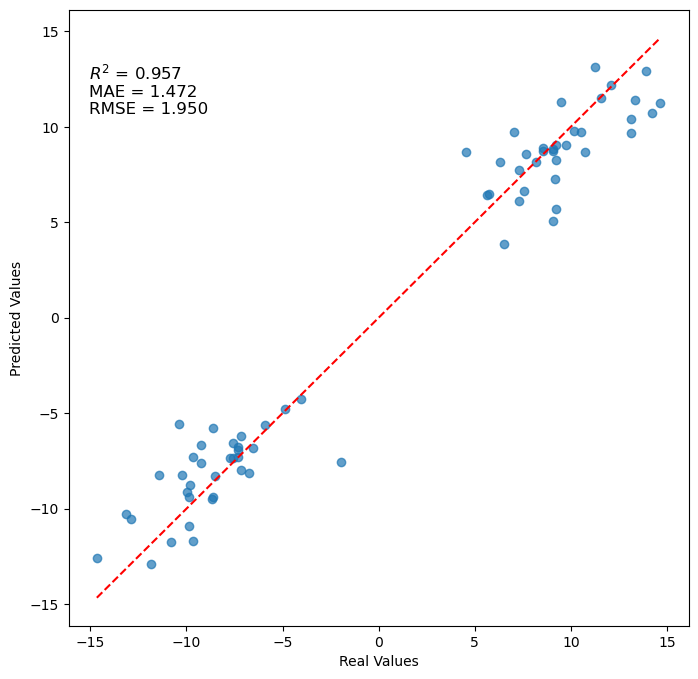 R² = 0.957
MAE = 1.472
RMSE = 1.950
15
10
5
0
−5
−10
−15
Predicted Values
−15 −10 −5 0 5 10 15
Real Values